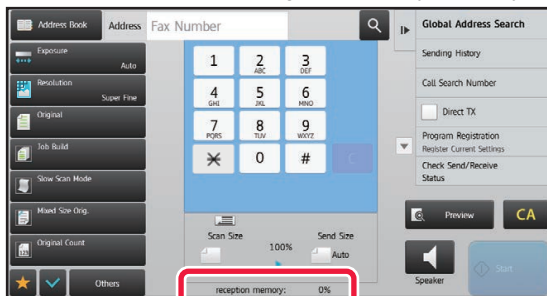 Address Book
Address
Fax Number
Global Address Search
Exposure
Auto
Sending History
Resolution
Super Fine
Call Search Number
Original
Direct TX
Job Build
Program Registration
Register Current Settings
Slow Scan Mode
Check Send/Receive
Status
Mixed Size Orig.
Original Count
Others
1
2
ABC
3
DEF
4
GHI
5
JKL
6
MNO
7
PQRS
8
TUV
9
WXYZ
0
#
C
Scan Size
100%
Send Size
Auto
reception memory: 0%
Preview
CA
Speaker
Start